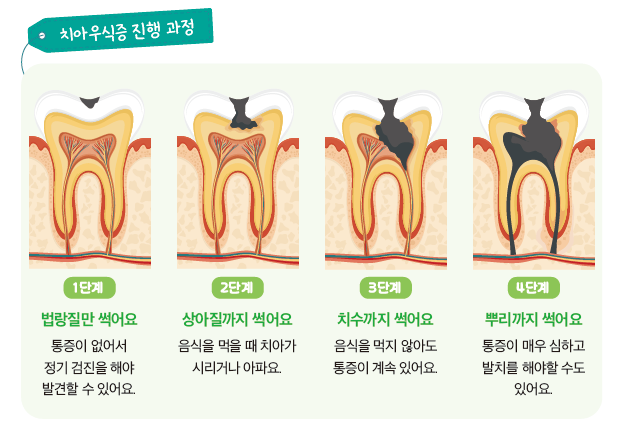 치아우식증 진행 과정
1단계
법랑질만 썩어요
통증이 없어서
정기 검진을 해야
발견할 수 있어요.
2단계
상아질까지 썩어요
음식을 먹을 때 치아가
시리거나 아파요.
3단계
치수까지 썩어요
음식을 먹지 않아도
통증이 계속 있어요.
4단계
뿌리까지 썩어요
통증이 매우 심하고
발치를 해야할 수도
있어요.